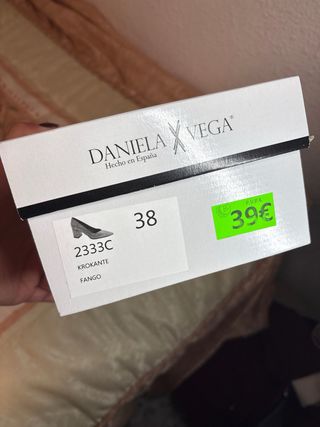 DANIELA X VEGA®
Hecho en España
38
2333C
KROKANTE
FANGO
39€